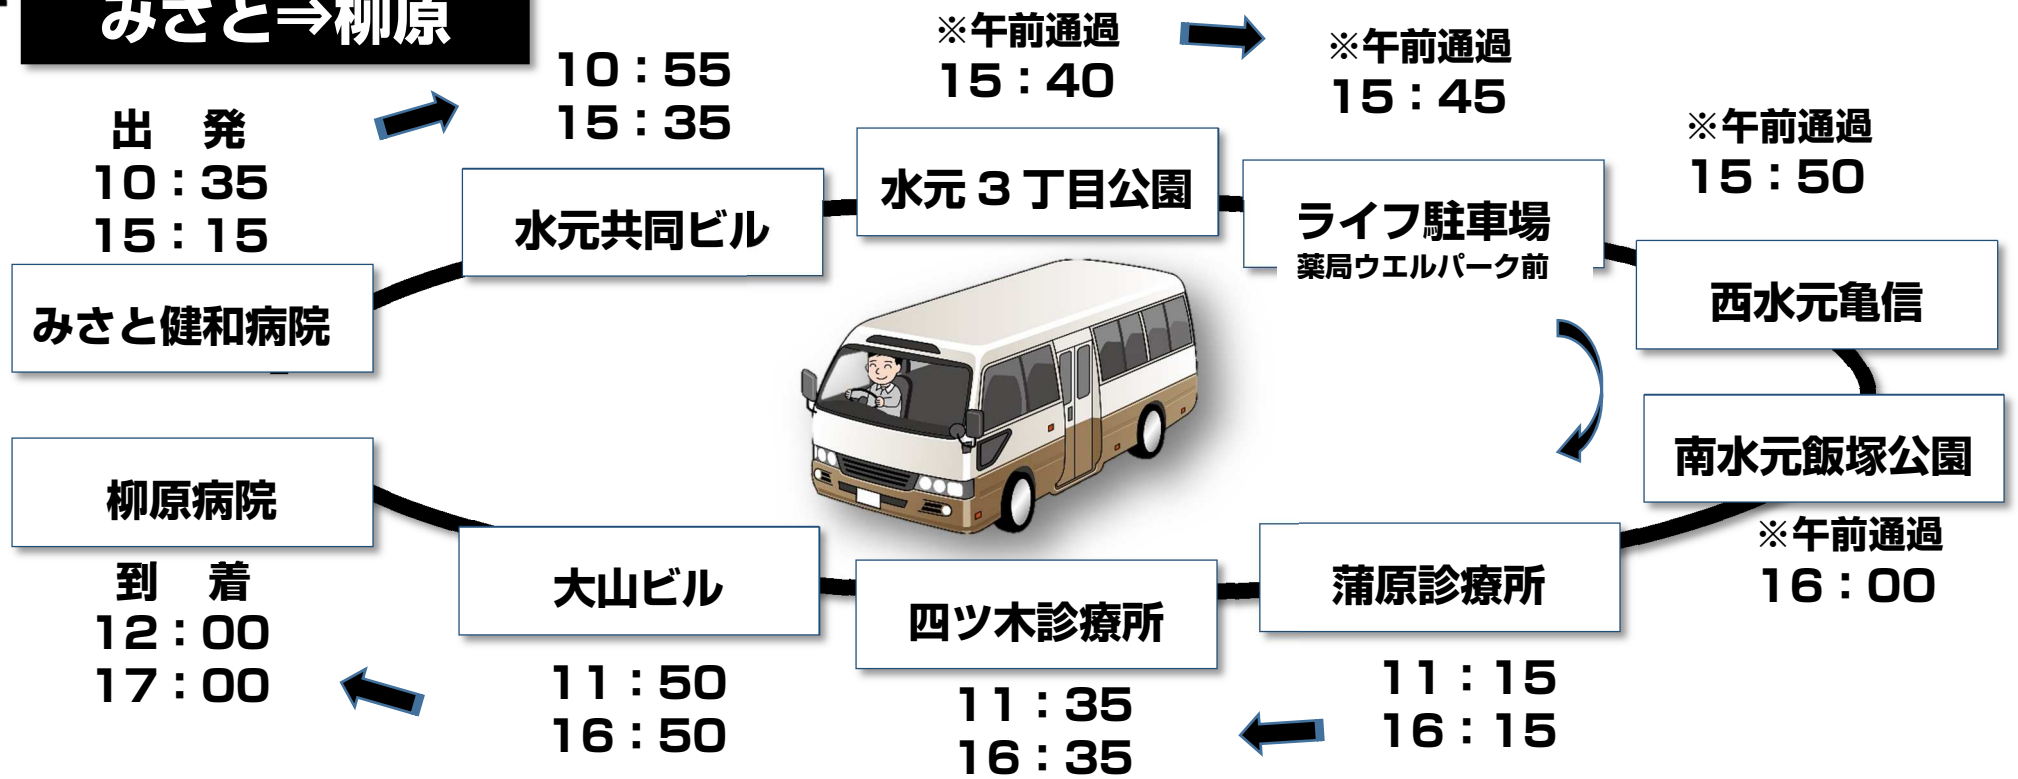 みさと⇒柳原
出　発
10：35
15：15
みさと健和病院
10：55
15：35
水元共同ビル
※午前通過
15：40
水元３丁目公園
※午前通過
15：45
ライフ駐車場
薬局ウエルパーク前
※午前通過
15：50
西水元亀信
南水元飯塚公園
※午前通過
16：00
蒲原診療所
11：15
16：15
四ツ木診療所
11：35
16：35
大山ビル
11：50
16：50
柳原病院
到　着
12：00
17：00